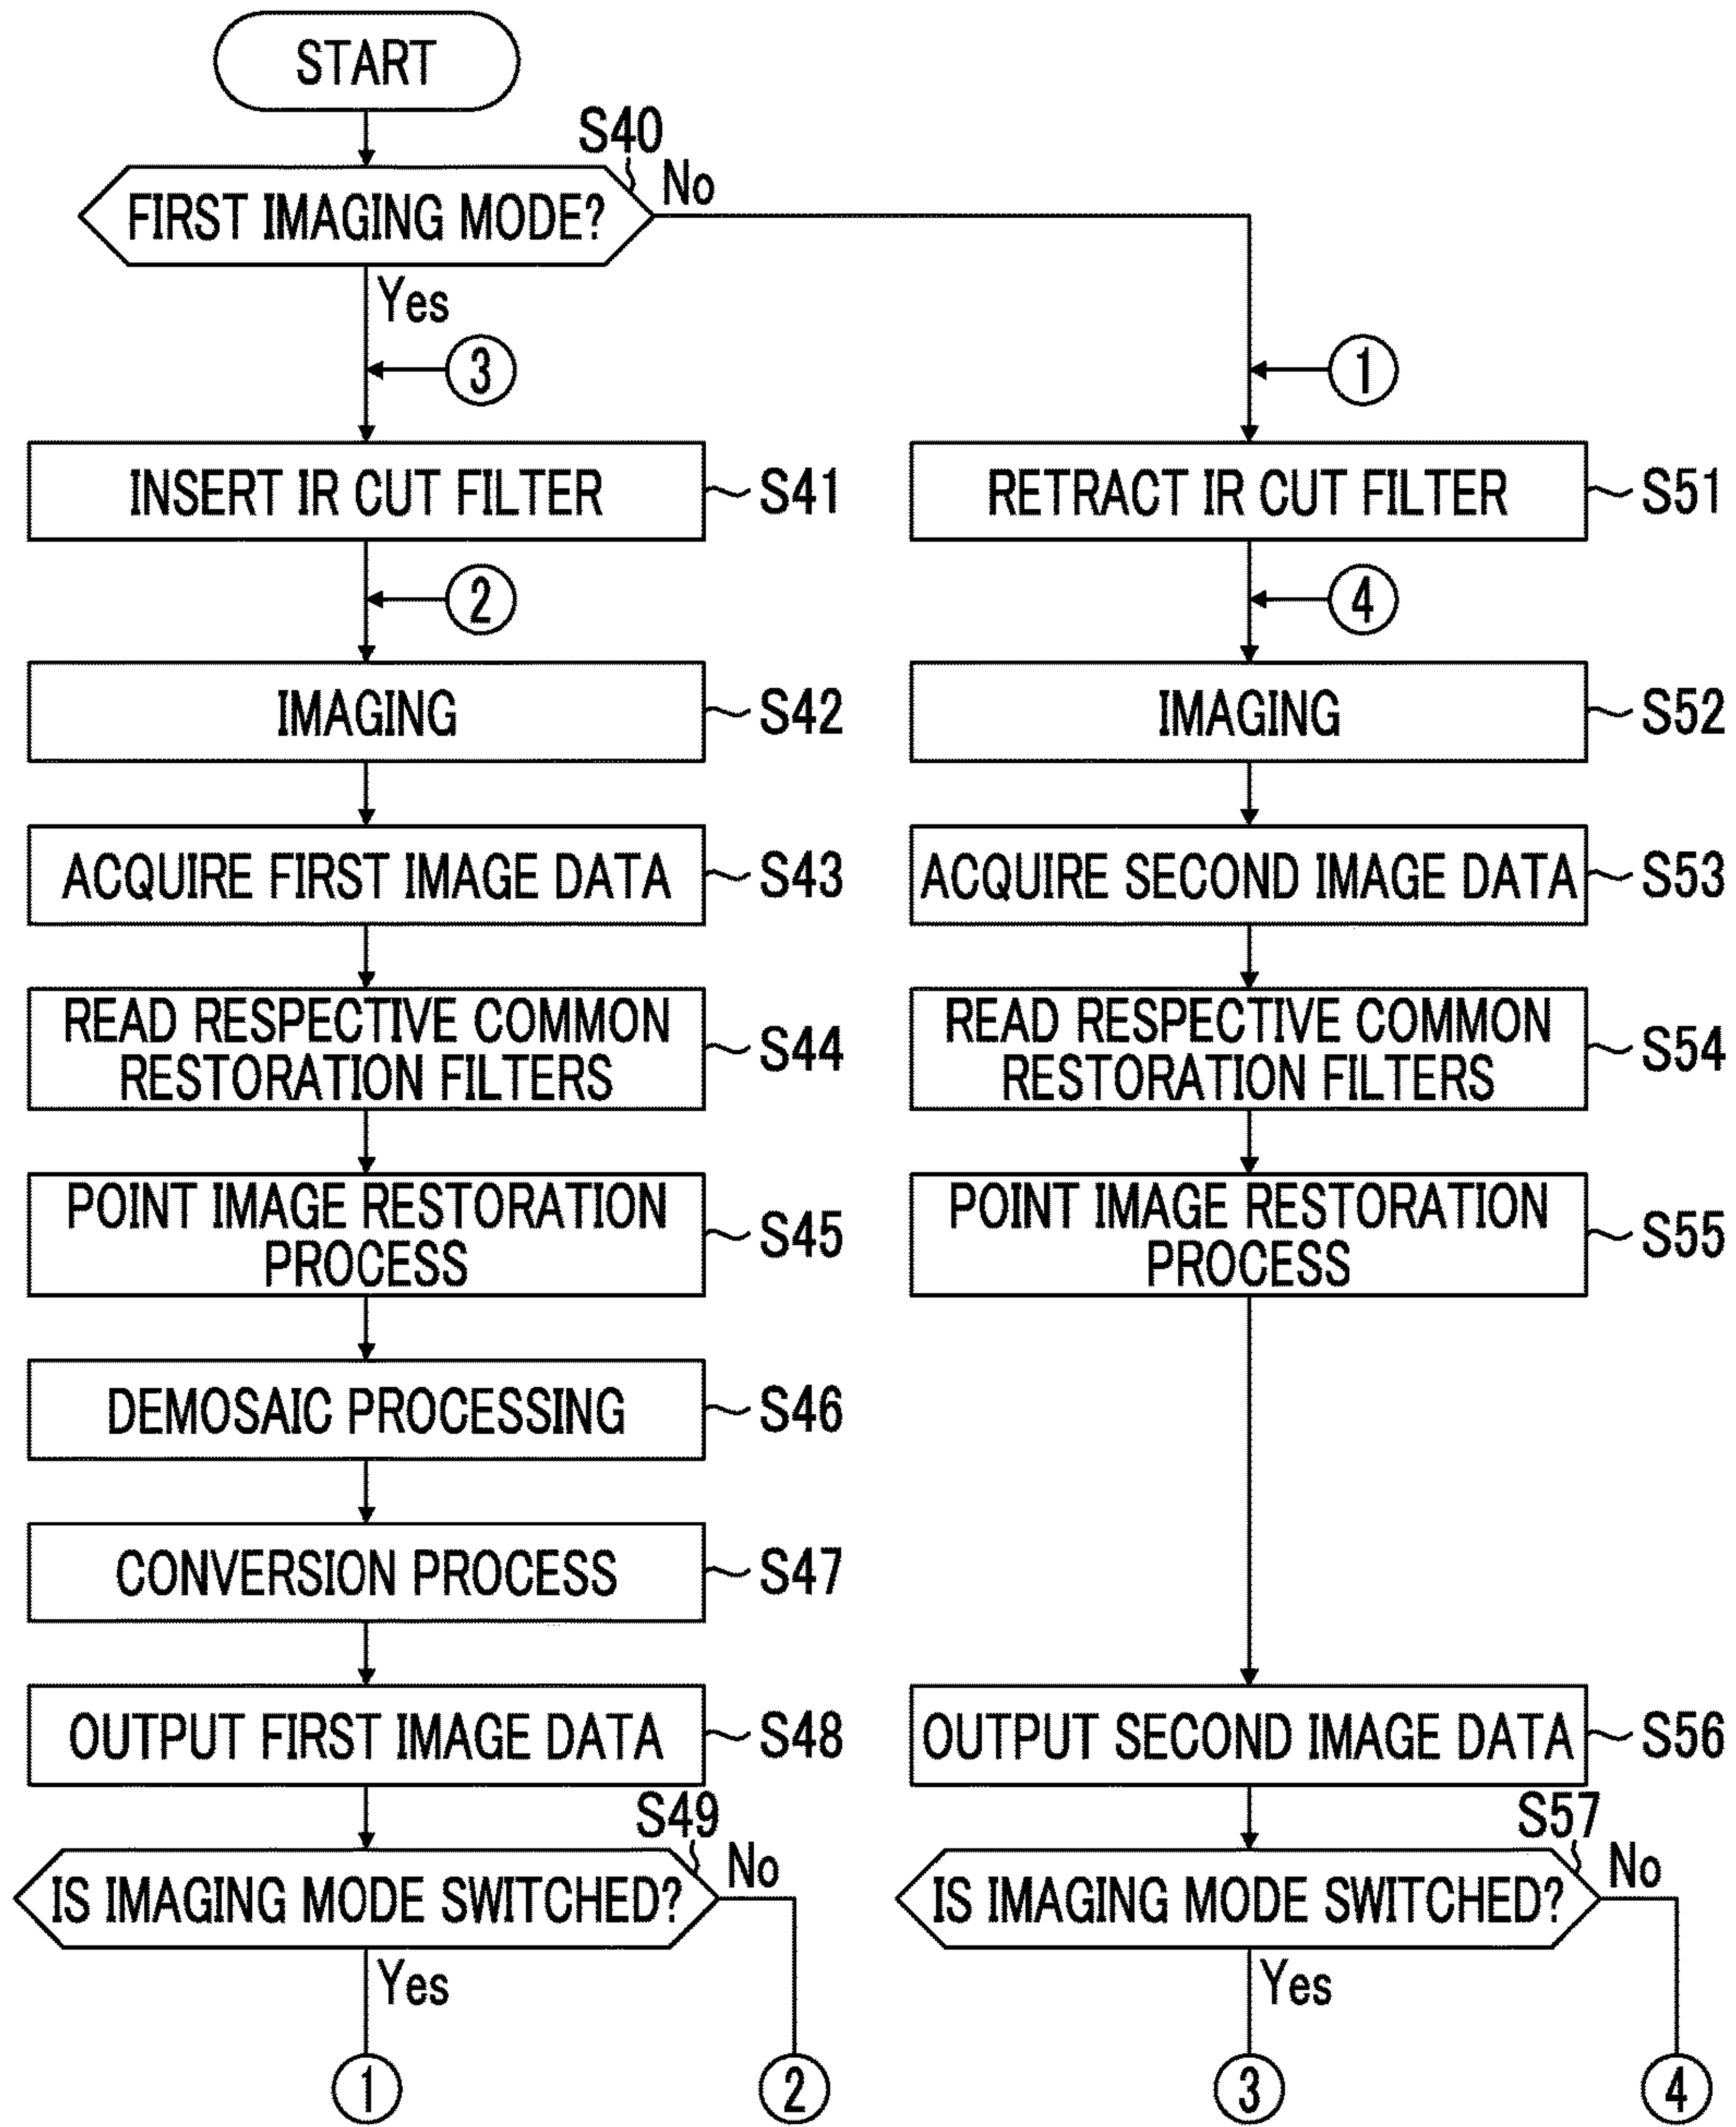 START
S40
FIRST IMAGING MODE?
No
Yes
3
1
INSERT IR CUT FILTER
S41
RETRACT IR CUT FILTER
S51
2
4
IMAGING
S42
IMAGING
S52
ACQUIRE FIRST IMAGE DATA
S43
ACQUIRE SECOND IMAGE DATA
S53
READ RESPECTIVE COMMON
RESTORATION FILTERS
S44
READ RESPECTIVE COMMON
RESTORATION FILTERS
S54
POINT IMAGE RESTORATION
PROCESS
S45
POINT IMAGE RESTORATION
PROCESS
S55
DEMOSAIC PROCESSING
S46
CONVERSION PROCESS
S47
OUTPUT FIRST IMAGE DATA
S48
OUTPUT SECOND IMAGE DATA
S56
S49
IS IMAGING MODE SWITCHED?
No
S57
IS IMAGING MODE SWITCHED?
No
Yes
Yes
1
2
3
4